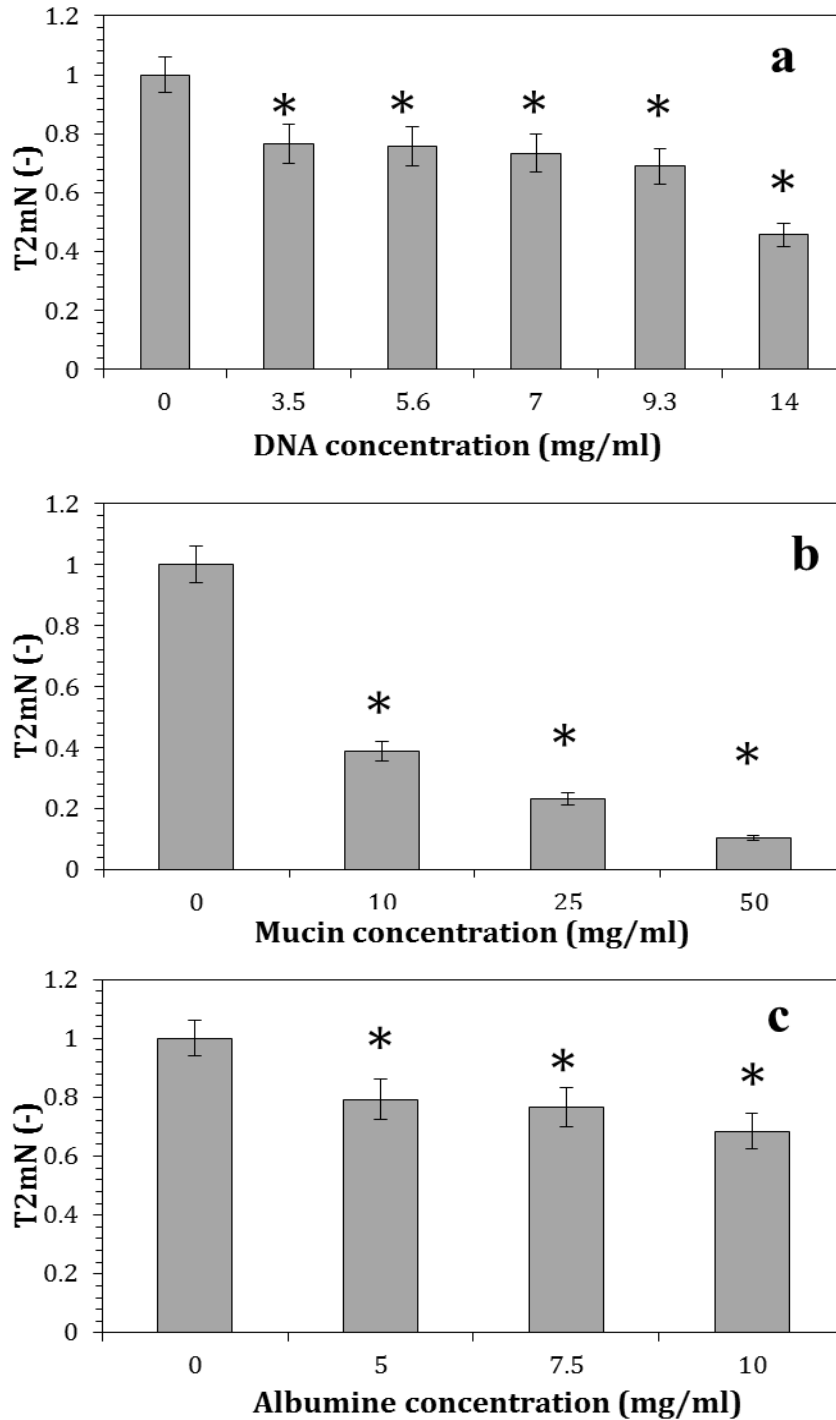 1.2
a
1
*
*
*
*
0.8
*
T2mN (-)
0.6
0.4
0.2
0
0 3.5 5.6 7 9.3 14
DNA concentration (mg/ml)
1.2
b
1
0.8
T2mN (-)
*
0.6
*
*
0.4
0.2
0
0 10 25 50
Mucin concentration (mg/ml)
1.2
c
1
*
*
*
0.8
T2mN (-)
0.6
0.4
0.2
0
0 5 7.5 10
Albumine concentration (mg/ml)